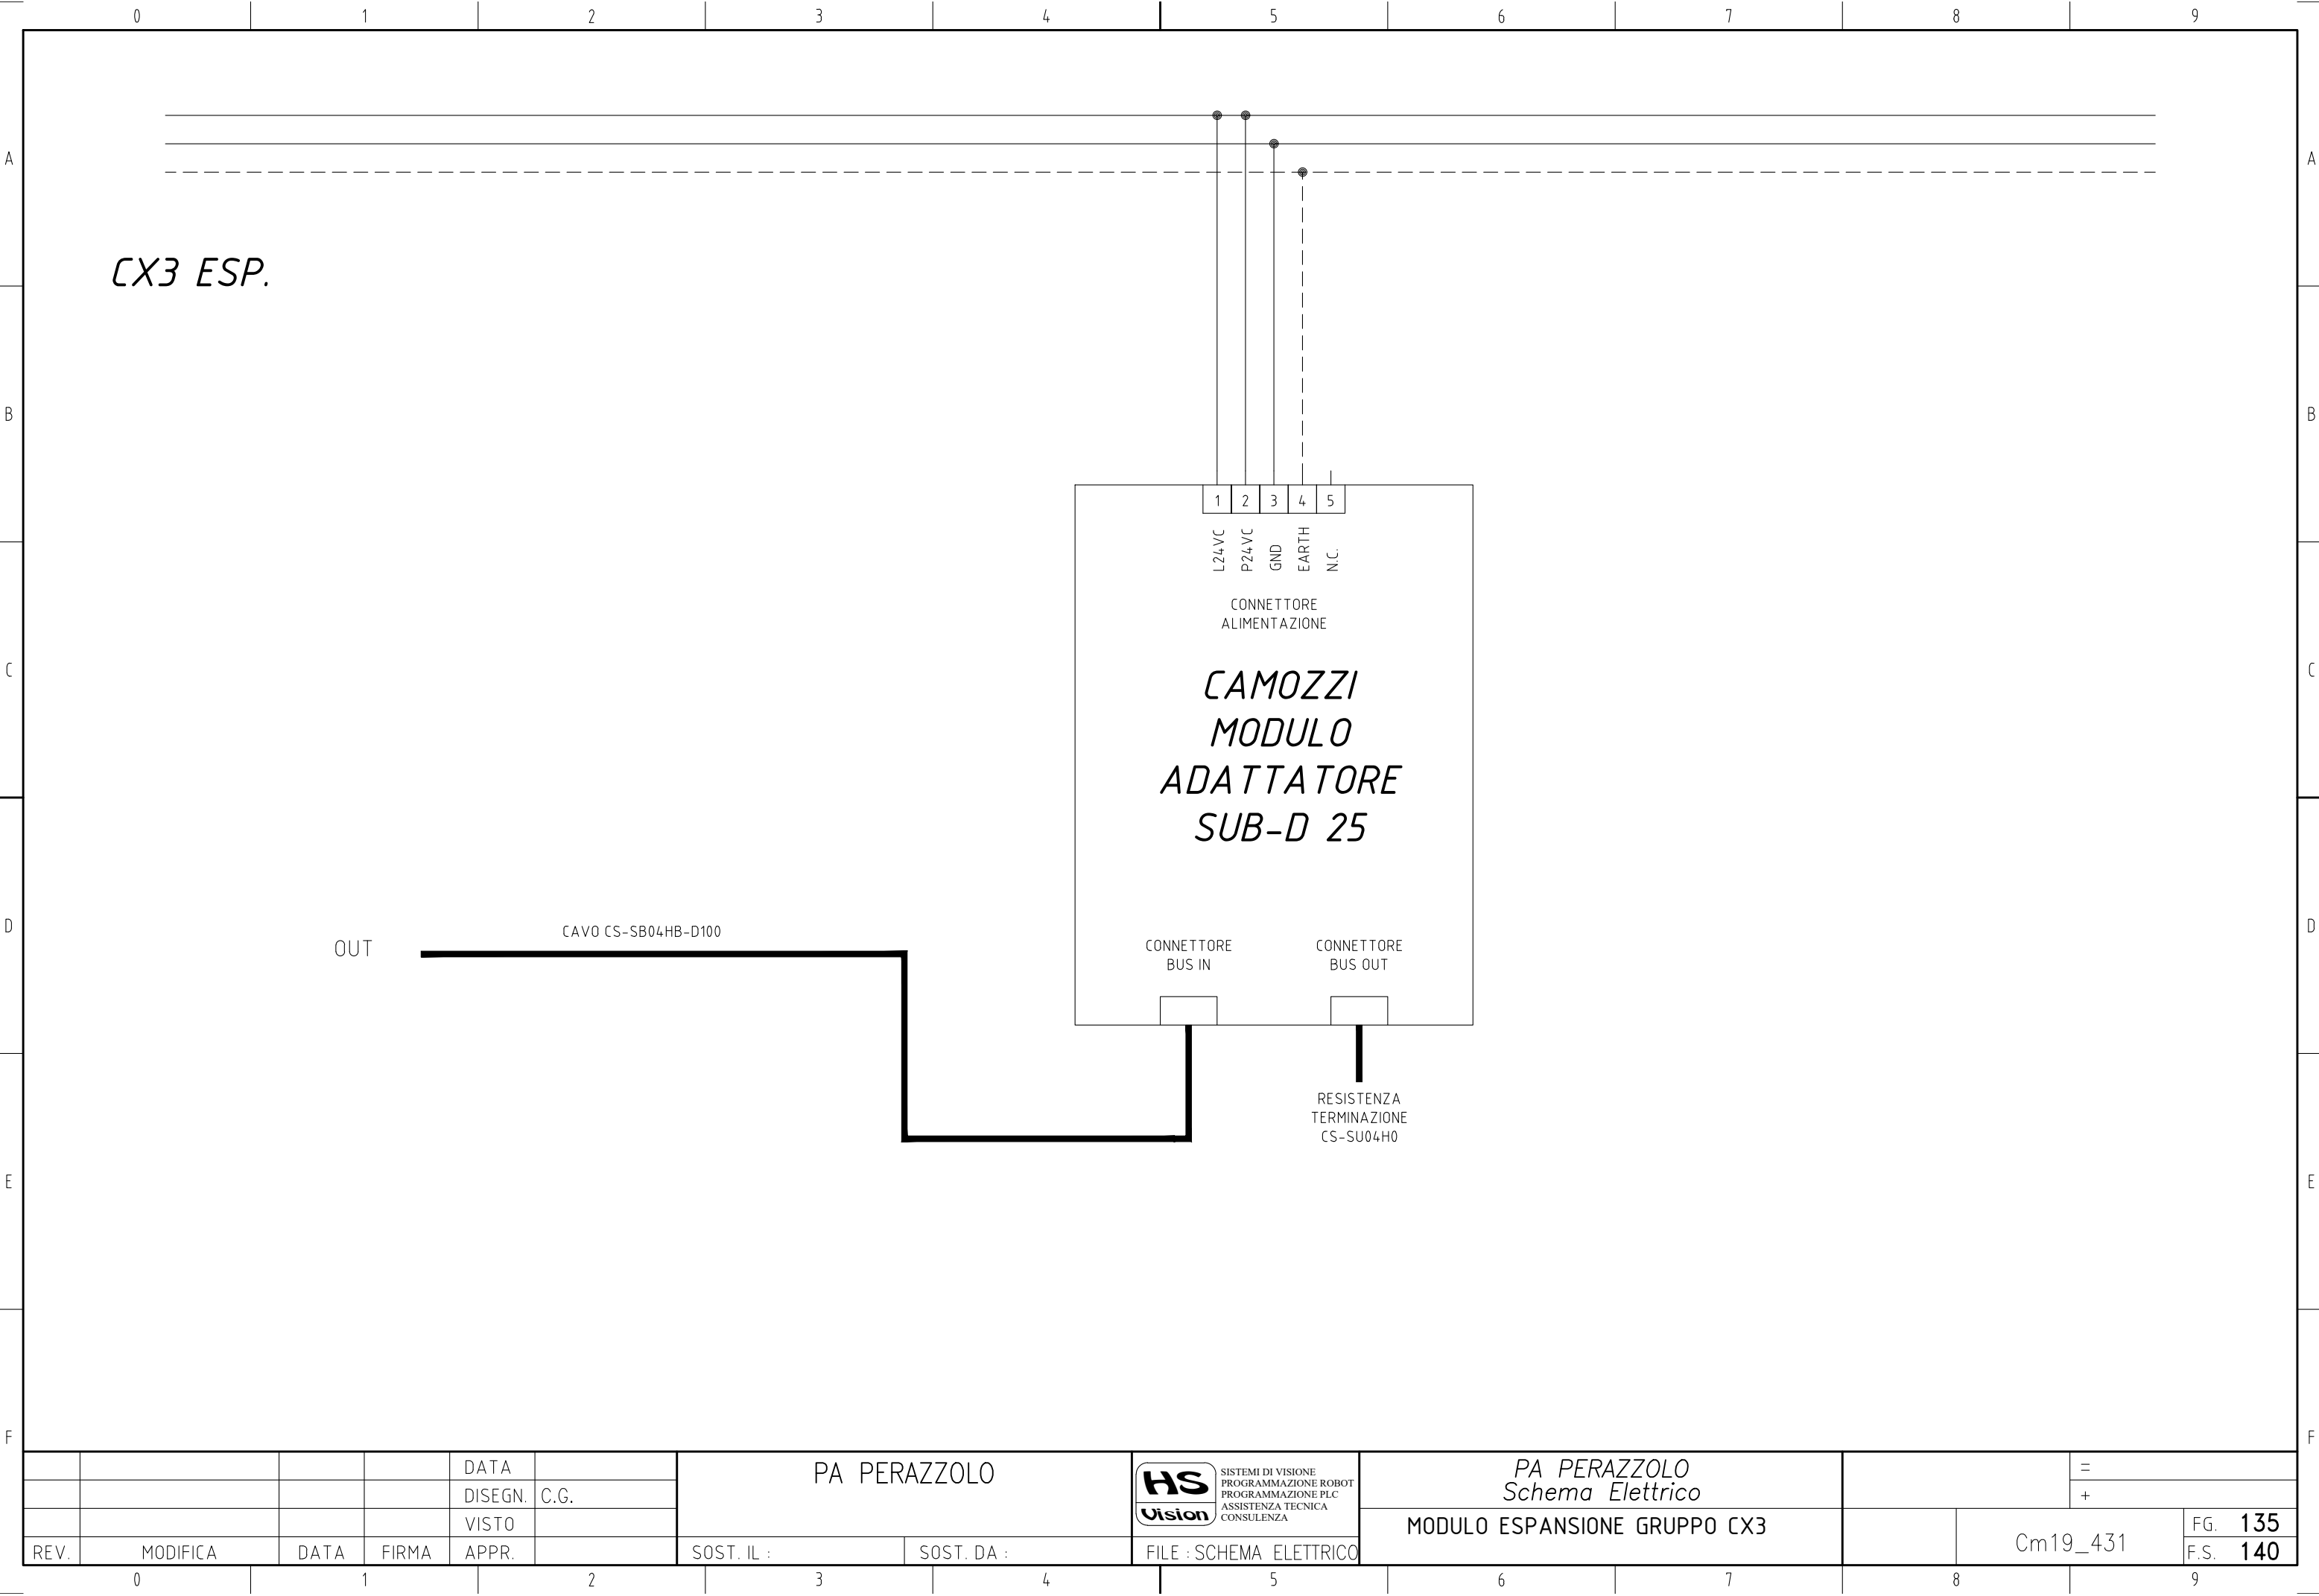 0 1 2 3 4 5 6 7 8 9
A A
CX3 ESP.
B B
1 2 3 4 5
L24VC
P24VC
GND
EARTH
N.C.
CONNETTORE
ALIMENTAZIONE
C C
CAMOZZI
MODULO
ADATTATORE
SUB-D 25
D D
OUT
CAVO CS-SB04HB-D100
CONNETTORE
BUS IN
CONNETTORE
BUS OUT
RESISTENZA
TERMINAZIONE
CS-SU04H0
E E
F F
DATA
DISEGN. C.G.
VISTO
REV. MODIFICA DATA FIRMA APPR.
PA PERAZZOLO
SOST. IL : SOST. DA :
HS
Vision
SISTEMI DI VISIONE
PROGRAMMAZIONE ROBOT
PROGRAMMAZIONE PLC
ASSISTENZA TECNICA
CONSULENZA
FILE : SCHEMA ELETTRICO
PA PERAZZOLO
Schema Elettrico
MODULO ESPANSIONE GRUPPO CX3
=
+
Cm19_431
FG. 135
F.S. 140
0 1 2 3 4 5 6 7 8 9